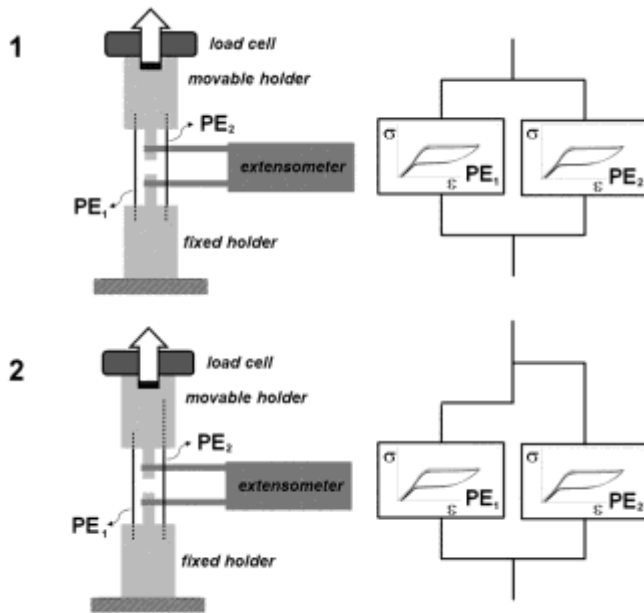 1
load cell
movable holder
PE₂
extensometer
PE₁
fixed holder
σ
ε
PE₁
σ
ε
PE₂
2
load cell
movable holder
PE₂
extensometer
PE₁
fixed holder
σ
ε
PE₁
σ
ε
PE₂